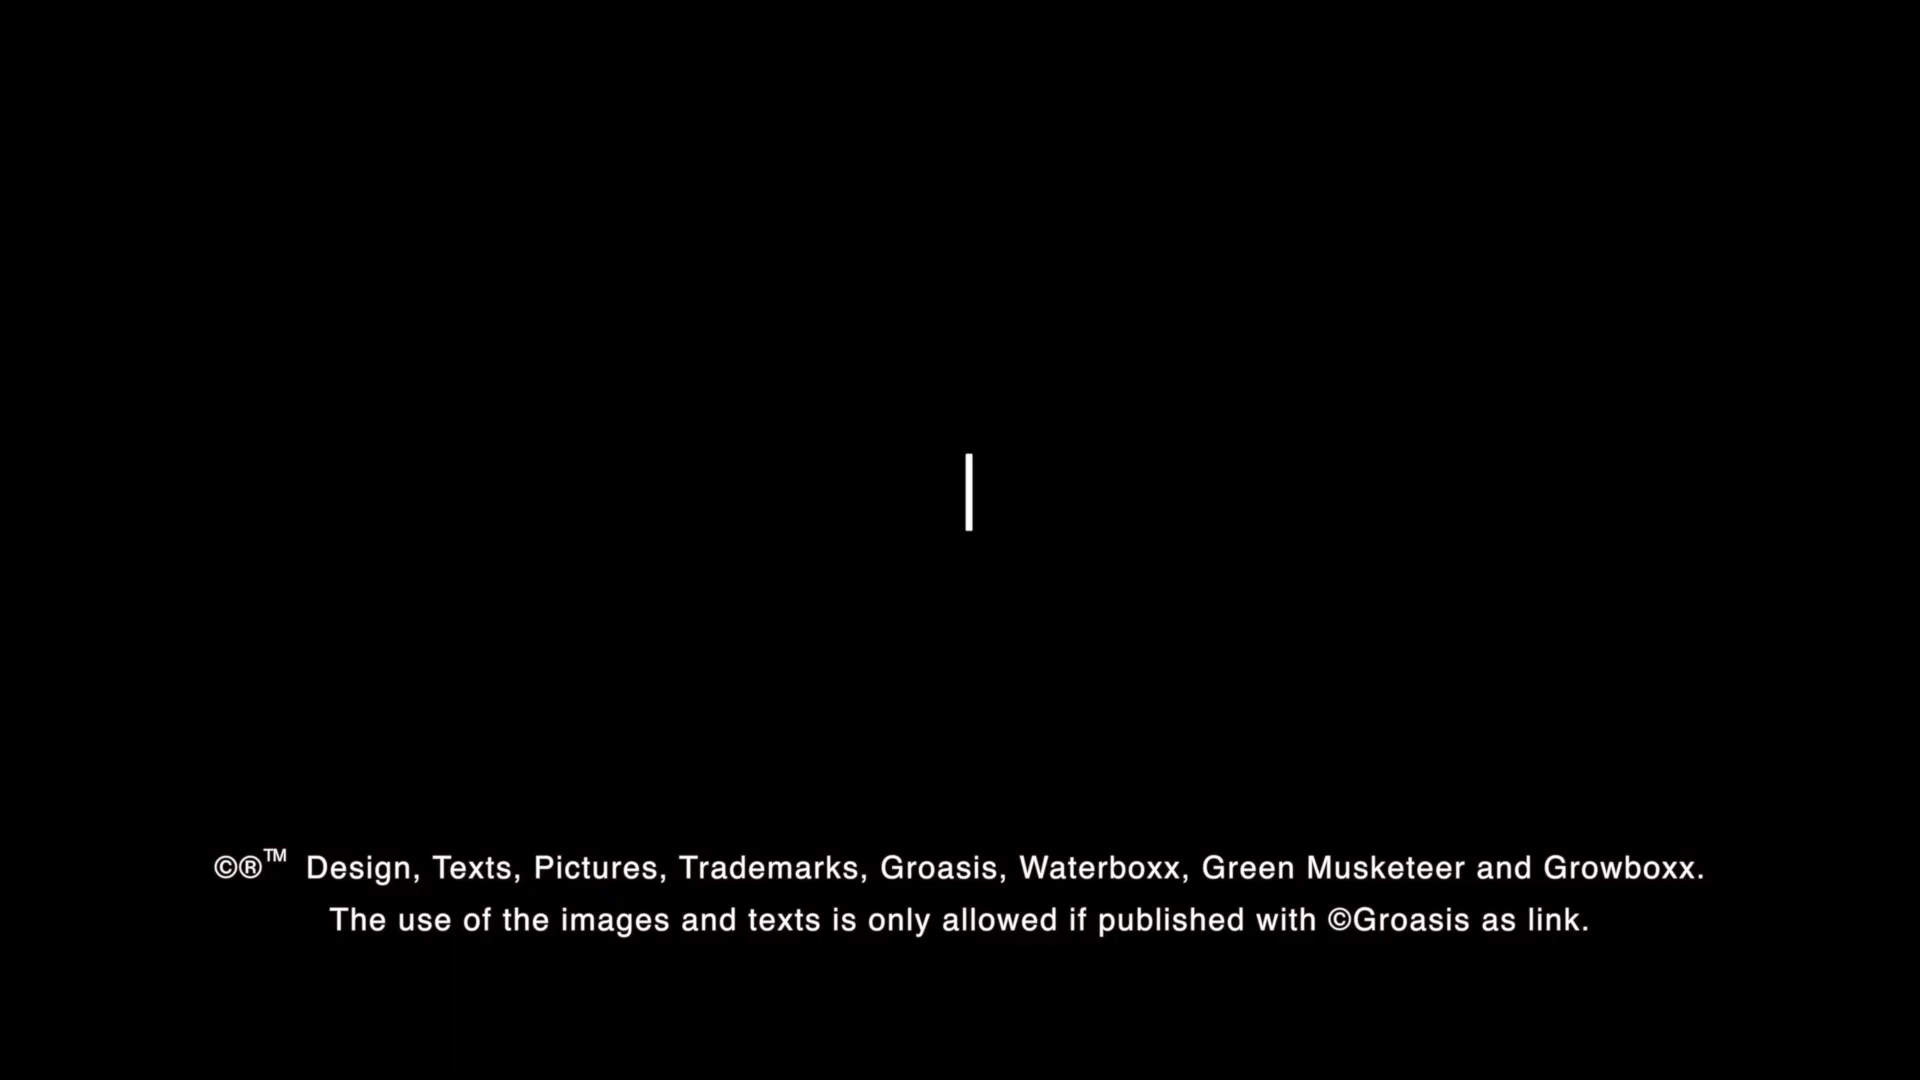 ©®™ Design, Texts, Pictures, Trademarks, Groasis, Waterboxx, Green Musketeer and Growboxx.
The use of the images and texts is only allowed if published with ©Groasis as link.